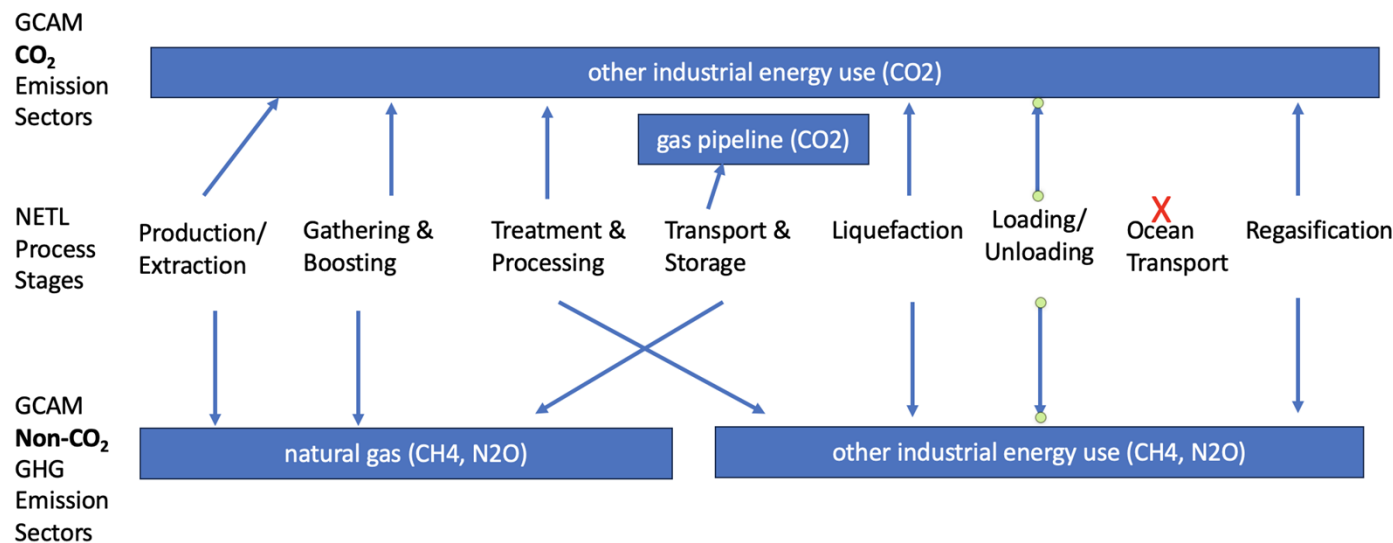 GCAM
CO₂
Emission
Sectors
other industrial energy use (CO2)
gas pipeline (CO2)
NETL
Process
Stages
Production/
Extraction
Gathering &
Boosting
Treatment &
Processing
Transport &
Storage
Liquefaction
Loading/
Unloading
X
Ocean
Transport
Regasification
GCAM
Non-CO₂
GHG
Emission
Sectors
natural gas (CH4, N2O)
other industrial energy use (CH4, N2O)